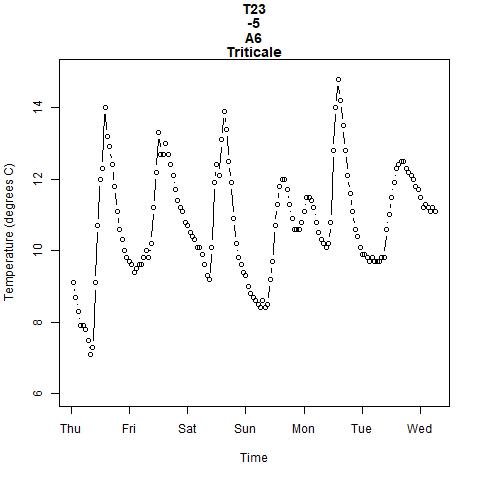 T23
-5
A6
Triticale
Temperature (degrees C)
14
12
10
8
6
Thu Fri Sat Sun Mon Tue Wed
Time